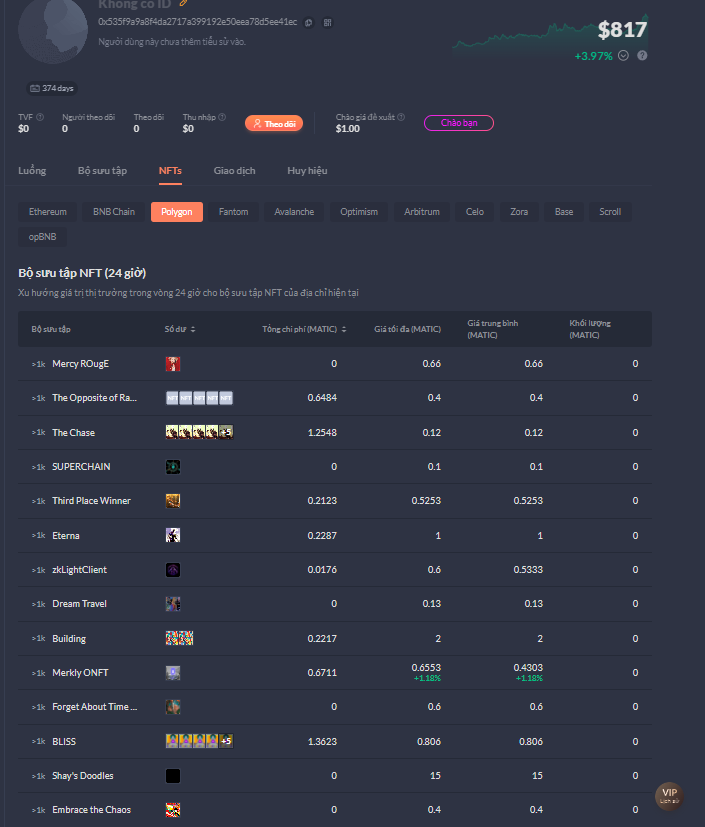 Không có ID
$817
0x535f9a9a8f4da2717a399192e50eea78d5ee41ec
Người dùng này chưa thêm tiểu sử vào.
+3.97%
374 days
TVF Người theo dõi Theo dõi Thu nhập Chào giá đề xuất
$0 0 0 $0 Theo dõi $1.00 Chào bạn
Luồng Bộ sưu tập NFTs Giao dịch Huy hiệu
Ethereum BNB Chain Polygon Fantom Avalanche Optimism Arbitrum Celo Zora Base Scroll
opBNB
Bộ sưu tập NFT (24 giờ)
Xu hướng giá trị thị trường trong vòng 24 giờ cho bộ sưu tập NFT của địa chỉ hiện tại
Bộ sưu tập Số dư Tổng chi phí (MATIC) Giá tối đa (MATIC) Giá trung bình (MATIC) Khối lượng (MATIC)
>1k Mercy ROugE 0 0.66 0.66 0
>1k The Opposite of Ra... NFT NFT NFT NFT NFT 0.6484 0.4 0.4 0
>1k The Chase +5 1.2548 0.12 0.12 0
>1k SUPERCHAIN 0 0.1 0.1 0
>1k Third Place Winner 0.2123 0.5253 0.5253 0
>1k Eterna 0.2287 1 1 0
>1k zkLightClient 0.0176 0.6 0.5333 0
>1k Dream Travel 0 0.13 0.13 0
>1k Building 0.2217 2 2 0
>1k Merkly ONFT 0.6711 0.6553 0.4303 0
+1.18% +1.18%
>1k Forget About Time ... 0 0.6 0.6 0
>1k BLISS +5 1.3623 0.806 0.806 0
>1k Shay's Doodles 0 15 15 0
VIP
Lịch sử
>1k Embrace the Chaos 0 0.4 0.4 0